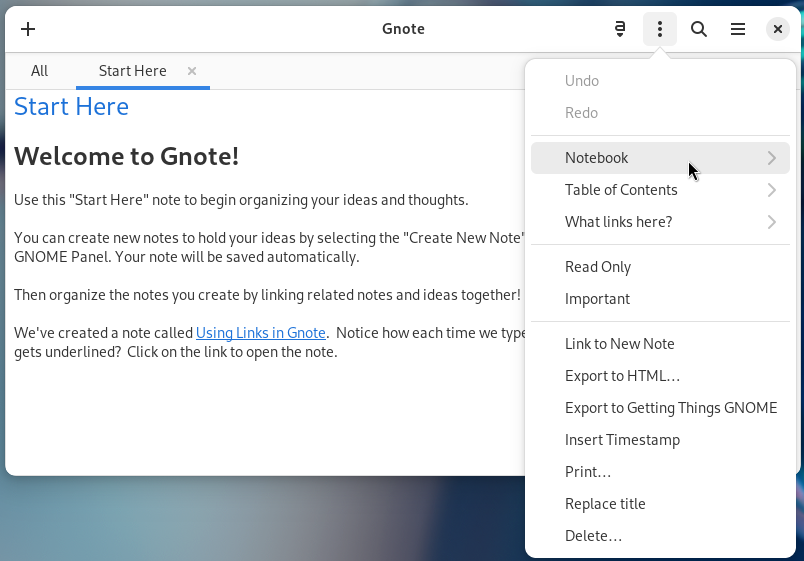 Gnote
All
Start Here
Start Here
Welcome to Gnote!
Use this "Start Here" note to begin organizing your ideas and thoughts.
You can create new notes to hold your ideas by selecting the "Create New Note"
GNOME Panel. Your note will be saved automatically.
Then organize the notes you create by linking related notes and ideas together!
We've created a note called Using Links in Gnote.  Notice how each time we type
gets underlined?  Click on the link to open the note.
Undo
Redo
Notebook
Table of Contents
What links here?
Read Only
Important
Link to New Note
Export to HTML...
Export to Getting Things GNOME
Insert Timestamp
Print...
Replace title
Delete...